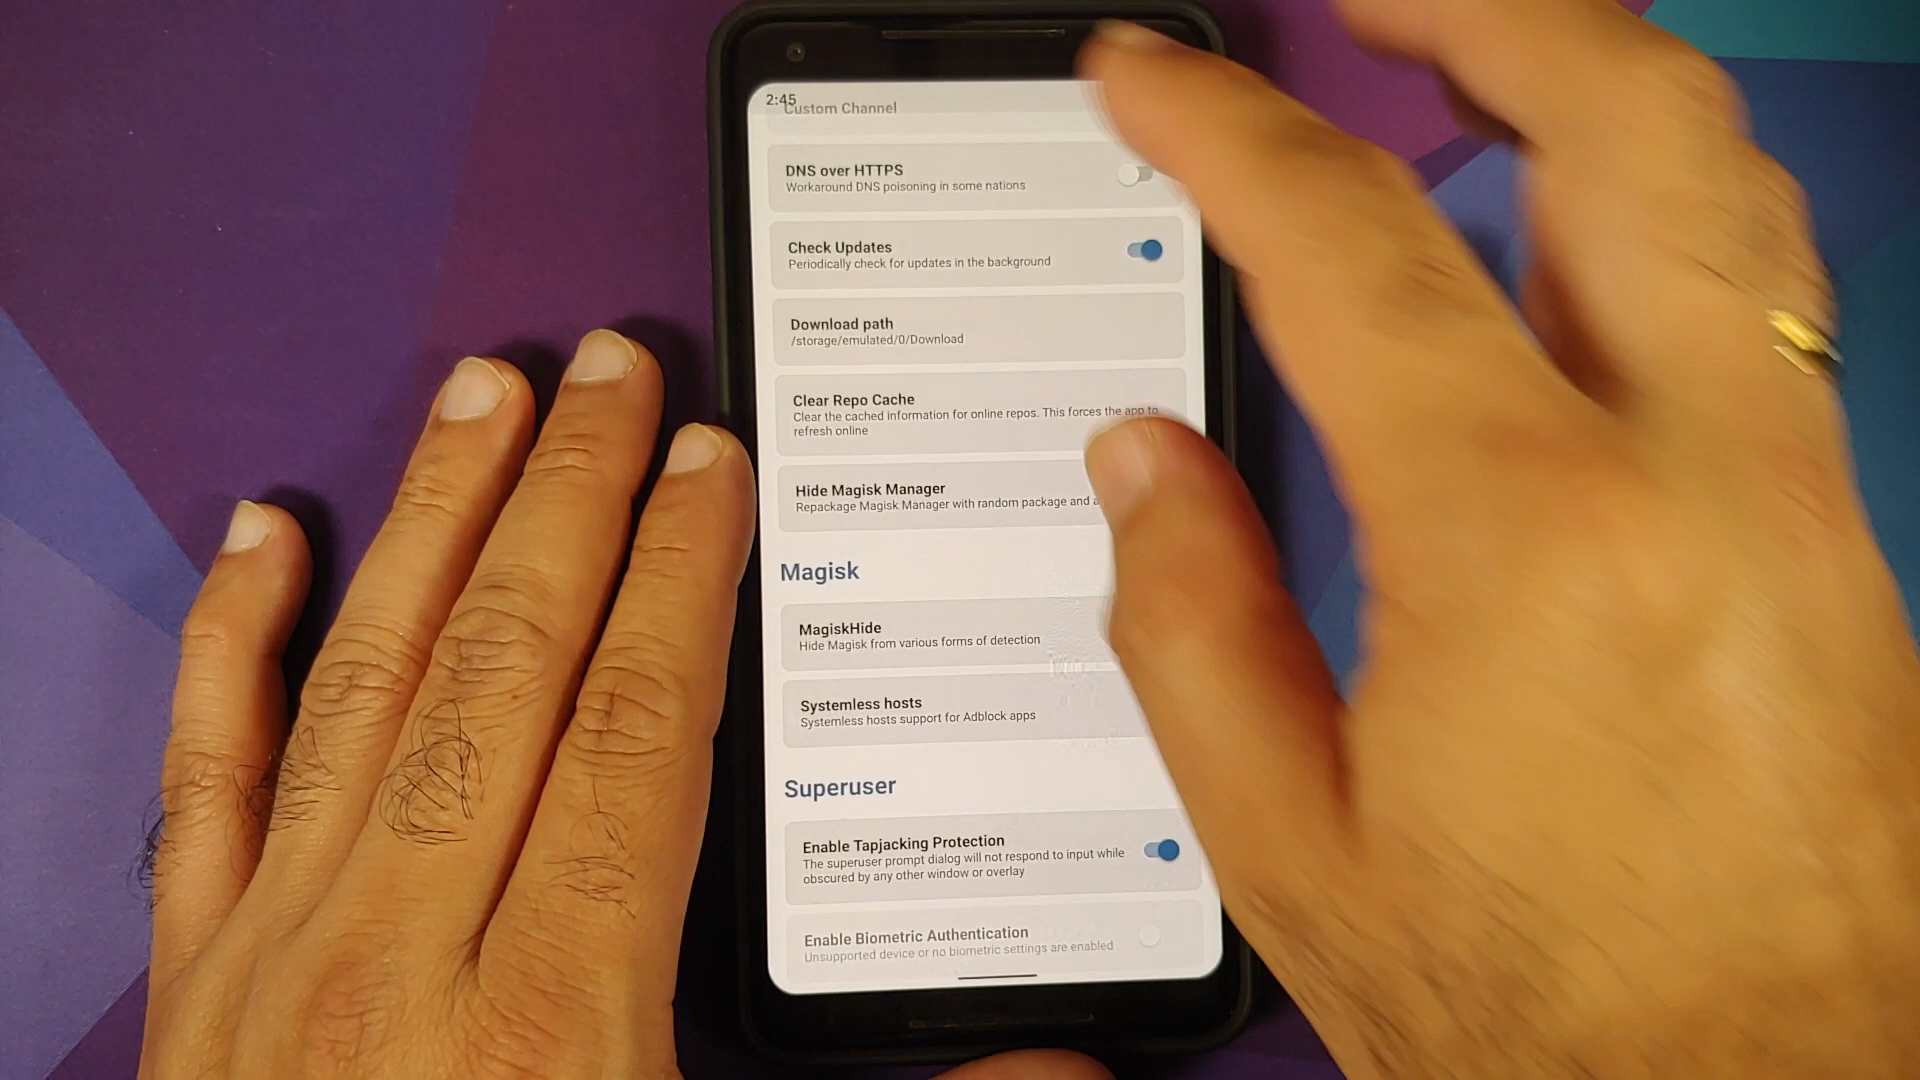 2:45
Custom Channel
DNS over HTTPS
Workaround DNS poisoning in some nations
Check Updates
Periodically check for updates in the background
Download path
/storage/emulated/0/Download
Clear Repo Cache
Clear the cached information for online repos. This forces the app to
refresh online
Hide Magisk Manager
Repackage Magisk Manager with random package and
Magisk
MagiskHide
Hide Magisk from various forms of detection
Systemless hosts
Systemless hosts support for Adblock apps
Superuser
Enable Tapjacking Protection
The superuser prompt dialog will not respond to input while
obscured by any other window or overlay
Enable Biometric Authentication
Unsupported device or no biometric settings are enabled